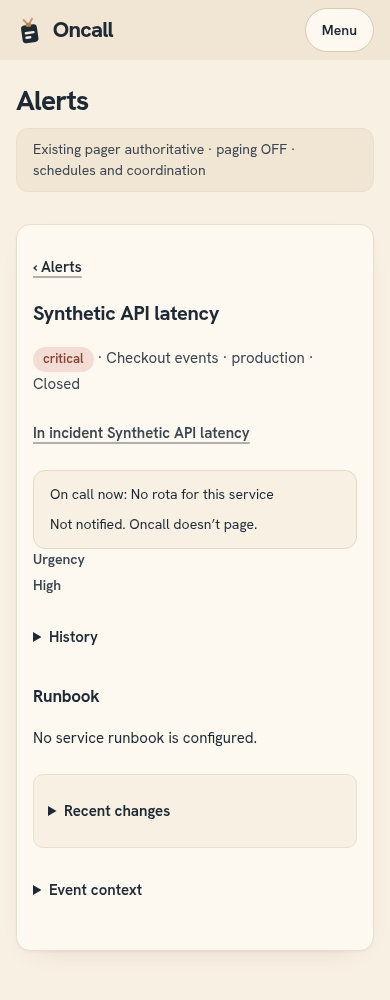 Oncall
Menu
Alerts
Existing pager authoritative · paging OFF ·
schedules and coordination
‹ Alerts
Synthetic API latency
critical · Checkout events · production ·
Closed
In incident Synthetic API latency
On call now: No rota for this service
Not notified. Oncall doesn’t page.
Urgency
High
History
Runbook
No service runbook is configured.
Recent changes
Event context